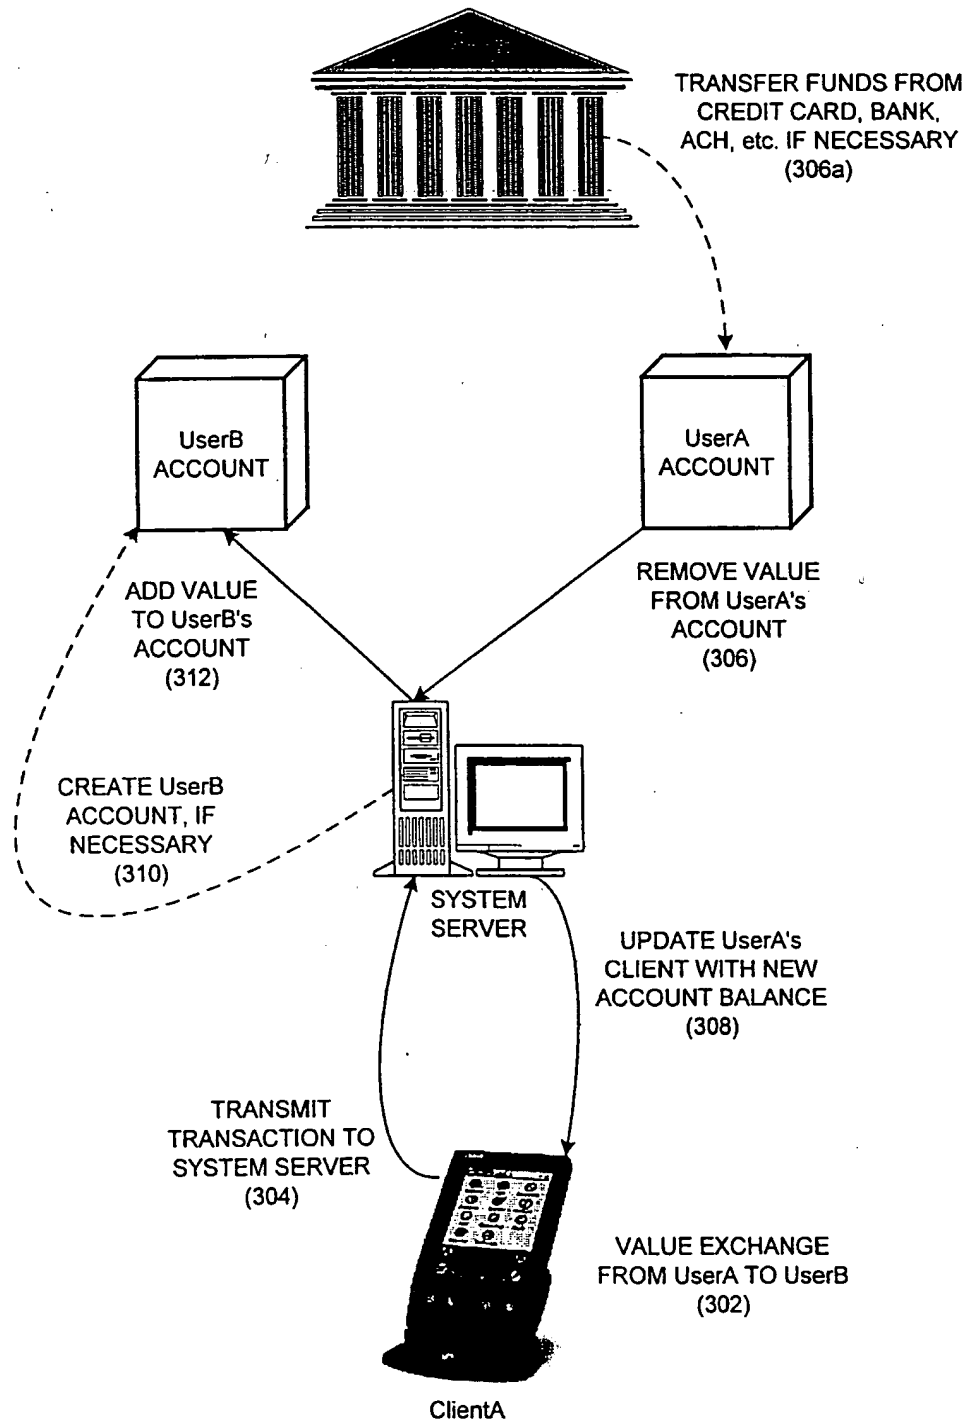 TRANSFER FUNDS FROM
CREDIT CARD, BANK,
ACH, etc. IF NECESSARY
(306a)
UserB
ACCOUNT
UserA
ACCOUNT
ADD VALUE
TO UserB's
ACCOUNT
(312)
REMOVE VALUE
FROM UserA's
ACCOUNT
(306)
CREATE UserB
ACCOUNT, IF
NECESSARY
(310)
SYSTEM
SERVER
UPDATE UserA's
CLIENT WITH NEW
ACCOUNT BALANCE
(308)
TRANSMIT
TRANSACTION TO
SYSTEM SERVER
(304)
VALUE EXCHANGE
FROM UserA TO UserB
(302)
ClientA